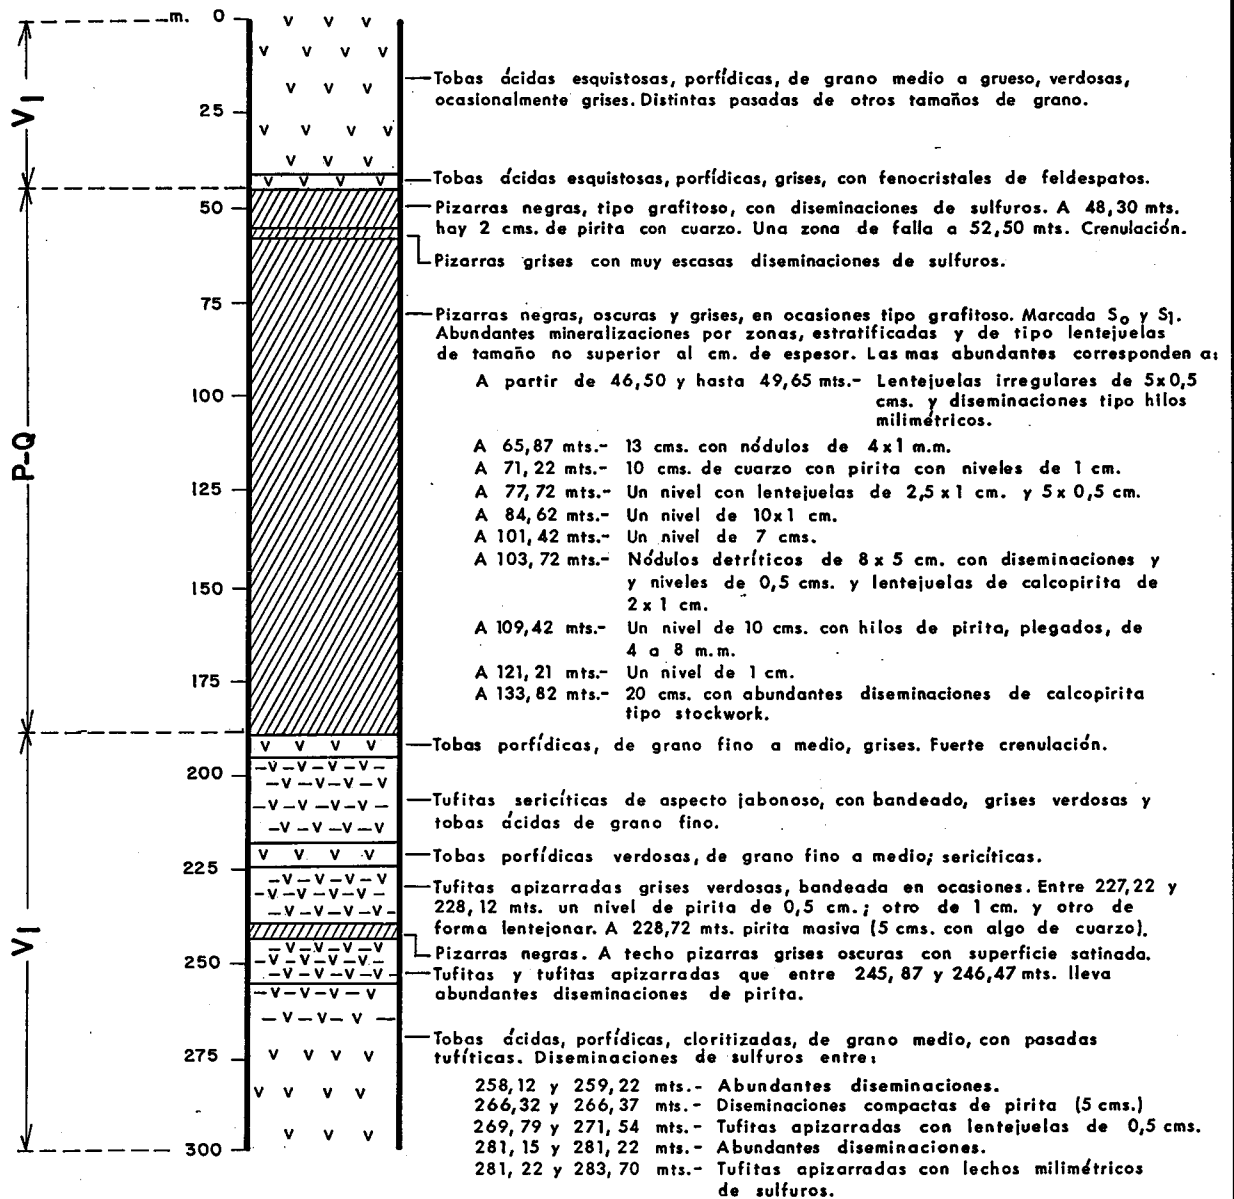 m. 0
V1
Tobas ácidas esquistosas, porfídicas, de grano medio a grueso, verdosas,
ocasionalmente grises. Distintas pasadas de otros tamaños de grano.
25
Tobas ácidas esquistosas, porfídicas, grises, con fenocristales de feldespatos.
50
Pizarras negras, tipo grafitoso, con diseminaciones de sulfuros. A 48,30 mts.
hay 2 cms. de pirita con cuarzo. Una zona de falla a 52,50 mts. Crenulación.
Pizarras grises con muy escasas diseminaciones de sulfuros.
75
Pizarras negras, oscuras y grises, en ocasiones tipo grafitoso. Marcada So y S1.
Abundantes mineralizaciones por zonas, estratificadas y de tipo lentejuelas
de tamaño no superior al cm. de espesor. Las mas abundantes corresponden a:
A partir de 46,50 y hasta 49,65 mts.- Lentejuelas irregulares de 5x0,5
cms. y diseminaciones tipo hilos
milimétricos.
100
P-Q
A 65,87 mts.- 13 cms. con nódulos de 4x1 m.m.
A 71,22 mts.- 10 cms. de cuarzo con pirita con niveles de 1 cm.
A 77,72 mts.- Un nivel con lentejuelas de 2,5x1 cm. y 5x0,5 cm.
125
A 84,62 mts.- Un nivel de 10x1 cm.
A 101,42 mts.- Un nivel de 7 cms.
A 103,72 mts.- Nódulos detríticos de 8x5 cm. con diseminaciones y
y niveles de 0,5 cms. y lentejuelas de calcopirita de
2x1 cm.
150
A 109,42 mts.- Un nivel de 10 cms. con hilos de pirita, plegados, de
4 a 8 m.m.
A 121,21 mts.- Un nivel de 1 cm.
175
A 133,82 mts.- 20 cms. con abundantes diseminaciones de calcopirita
tipo stockwork.
Tobas porfídicas, de grano fino a medio, grises. Fuerte crenulación.
200
Tufitas sericíticas de aspecto jabonoso, con bandeado, grises verdosas y
tobas ácidas de grano fino.
Tobas porfídicas verdosas, de grano fino a medio; sericíticas.
225
Tufitas apizarradas grises verdosas, bandeada en ocasiones. Entre 227,22 y
228,12 mts. un nivel de pirita de 0,5 cm.; otro de 1 cm. y otro de
forma lentejonar. A 228,72 mts. pirita masiva (5 cms. con algo de cuarzo).
V1
Pizarras negras. A techo pizarras grises oscuras con superficie satinada.
250
Tufitas y tufitas apizarradas que entre 245,87 y 246,47 mts. lleva
abundantes diseminaciones de pirita.
Tobas ácidas, porfídicas, cloritizadas, de grano medio, con pasadas
tufíticas. Diseminaciones de sulfuros entre:
275
258,12 y 259,22 mts.- Abundantes diseminaciones.
266,32 y 266,37 mts.- Diseminaciones compactas de pirita (5 cms.)
269,79 y 271,54 mts.- Tufitas apizarradas con lentejuelas de 0,5 cms.
300
281,15 y 281,22 mts.- Abundantes diseminaciones.
281,22 y 283,70 mts.- Tufitas apizarradas con lechos milimétricos
de sulfuros.